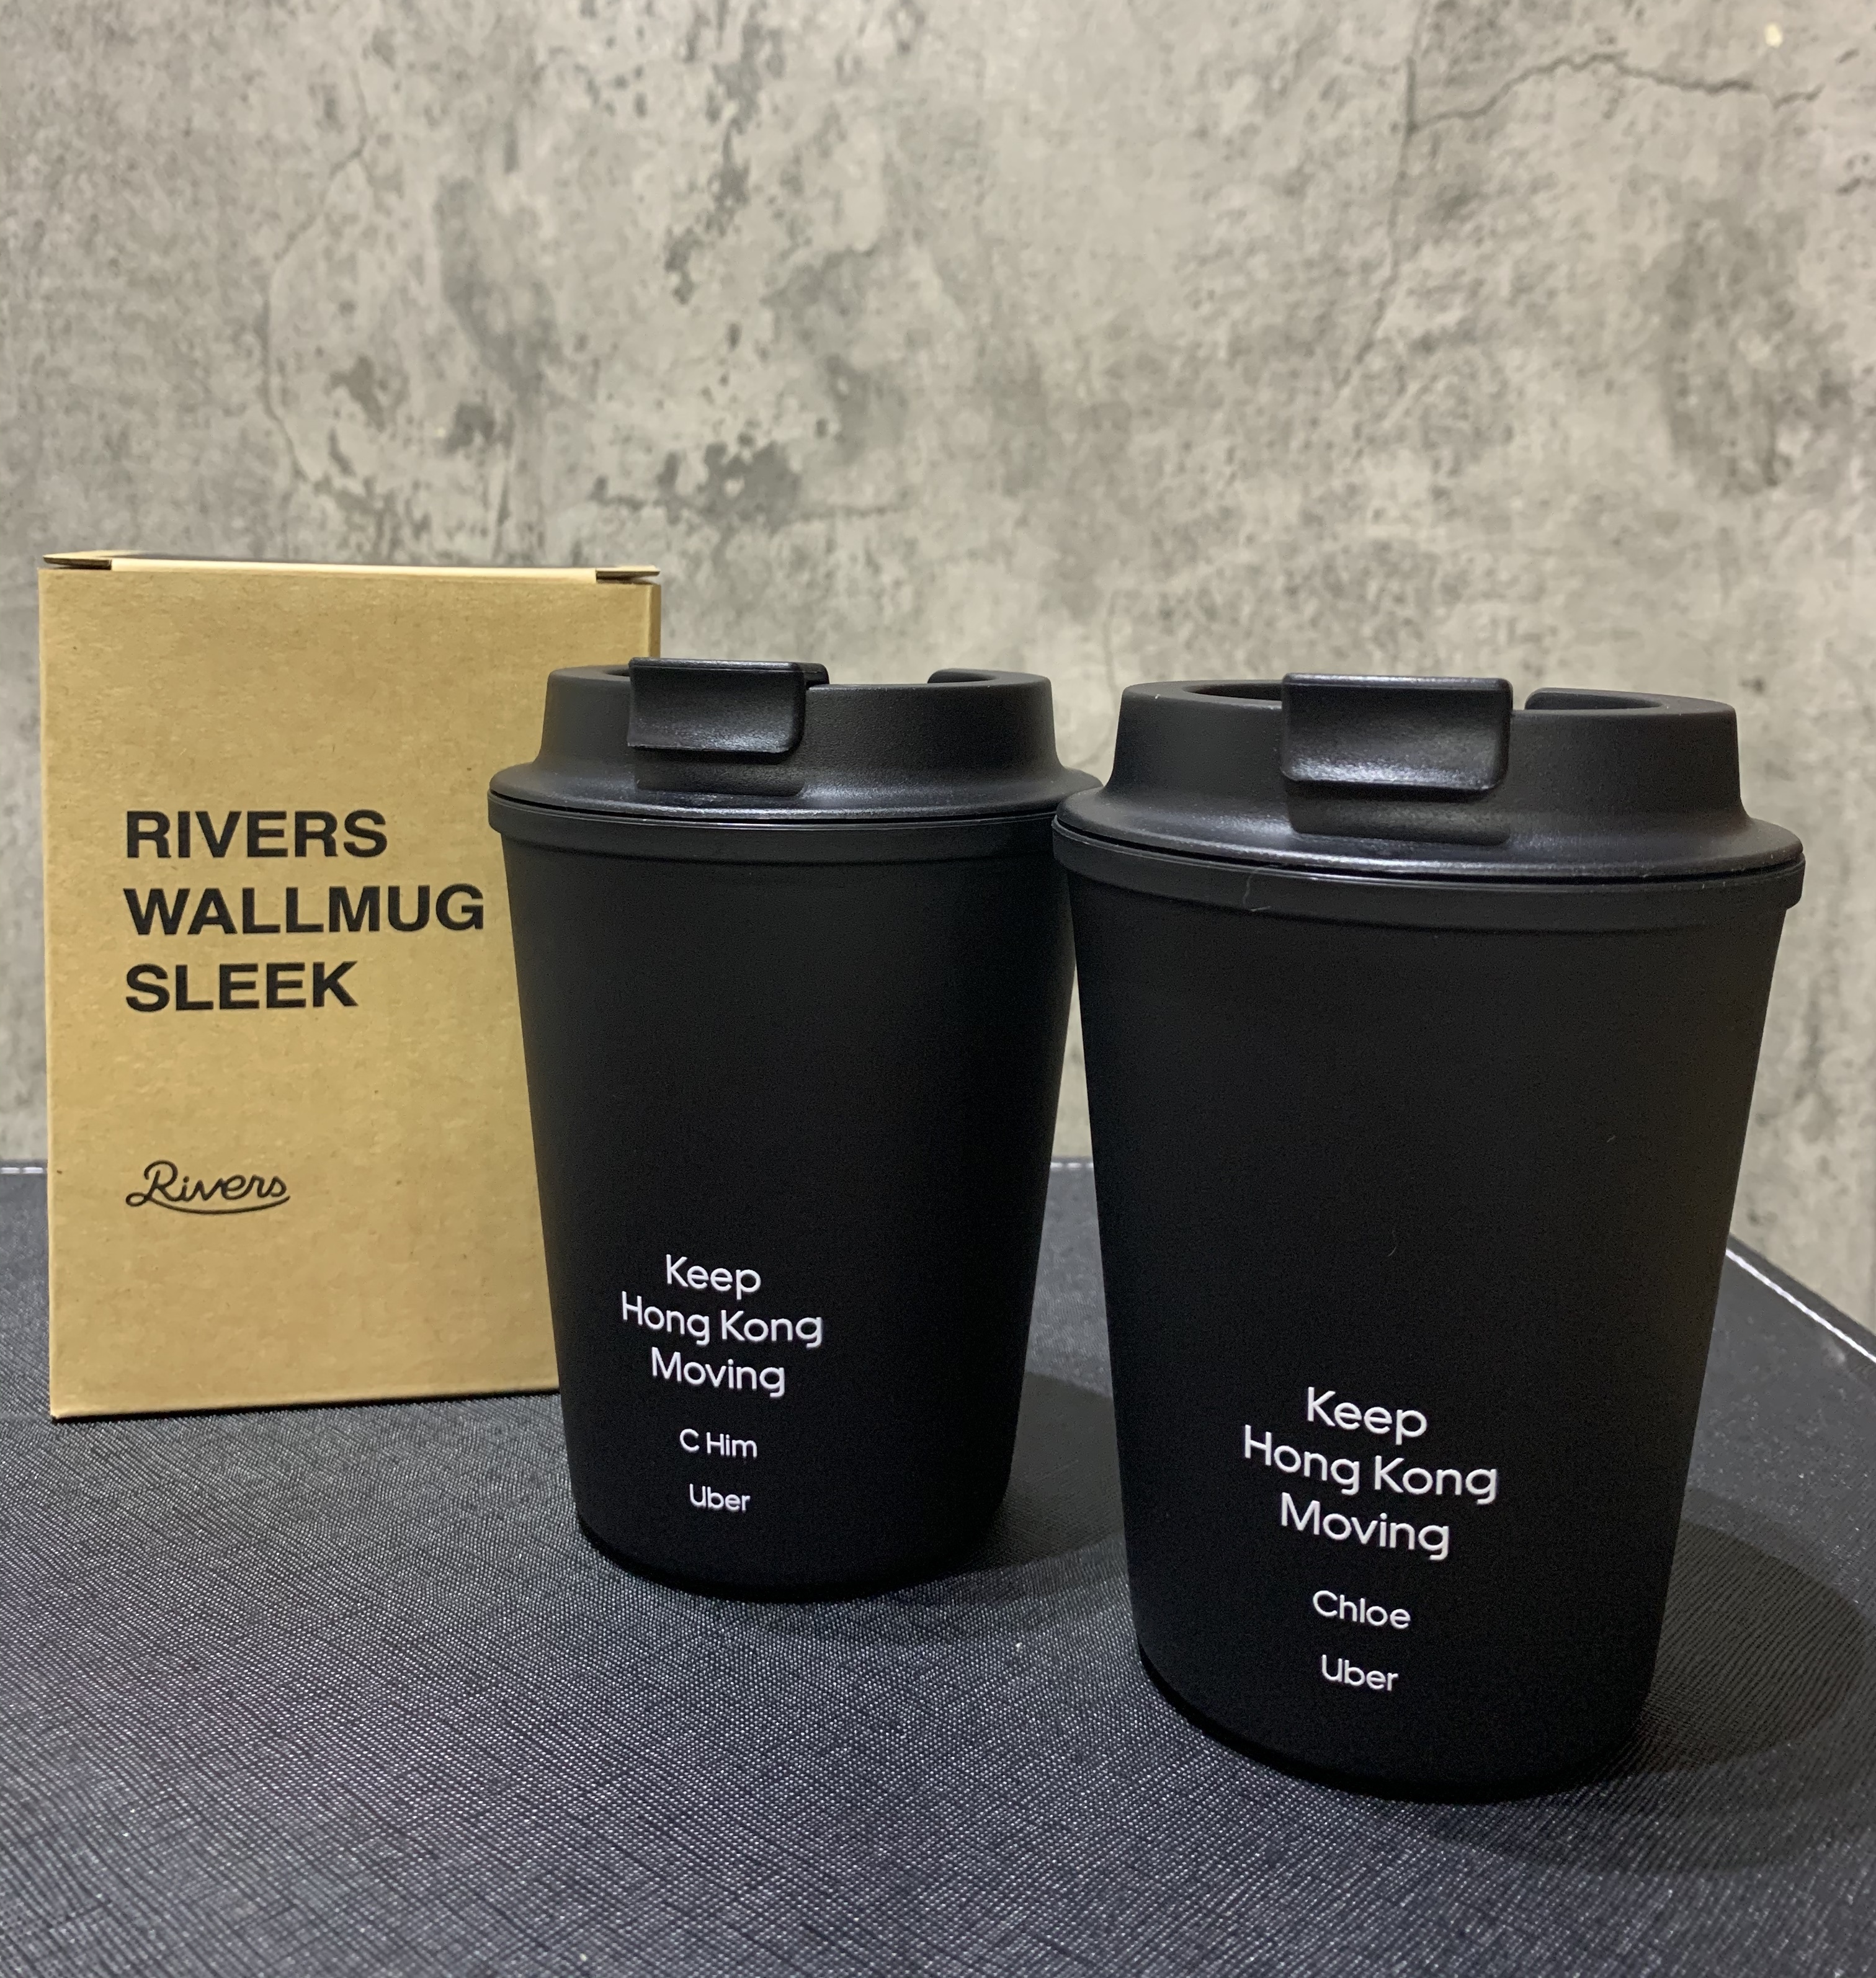 RIVERS
WALLMUG
SLEEK
Rivers
Keep
Hong Kong
Moving
C Him
Uber
Keep
Hong Kong
Moving
Chloe
Uber